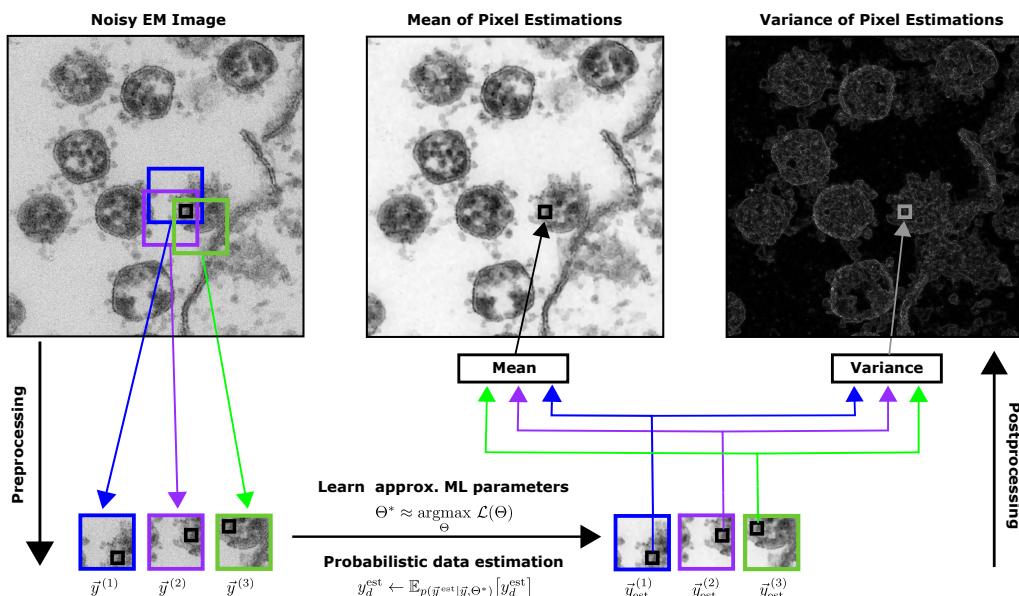 Noisy EM Image
Mean of Pixel Estimations
Variance of Pixel Estimations
Mean
Variance
Preprocessing
Postprocessing
Learn approx. ML parameters
Θ* ≈ argmax_Θ ℒ(Θ)
Probabilistic data estimation
y_d^est ← 𝔼_{p(y⃗^est|y⃗,Θ*)}[y_d^est]
y⃗^(1)
y⃗^(2)
y⃗^(3)
y⃗_est^(1)
y⃗_est^(2)
y⃗_est^(3)